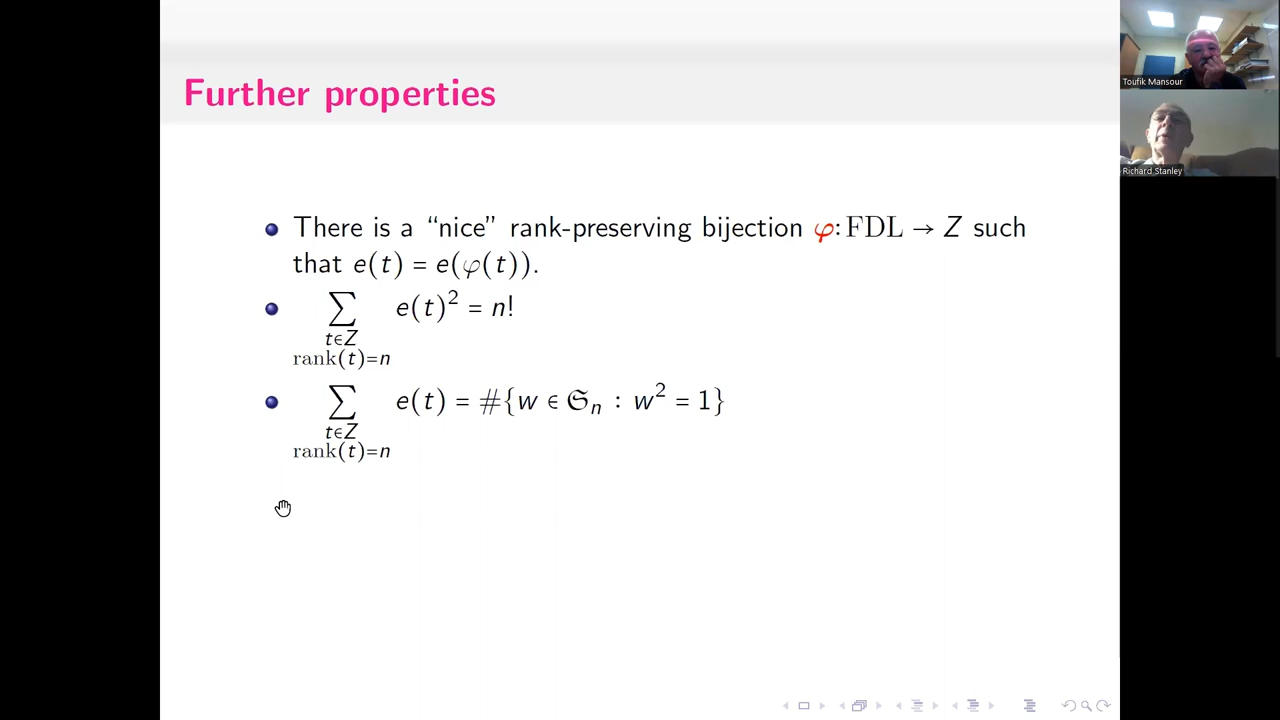 Further properties
There is a “nice” rank-preserving bijection φ: FDL → Z such
that e(t) = e(φ(t)).
∑ e(t)² = n!
t∈Z
rank(t)=n
∑ e(t) = #{w ∈ 𝔖ₙ : w² = 1}
t∈Z
rank(t)=n
Toufik Mansour
Richard Stanley